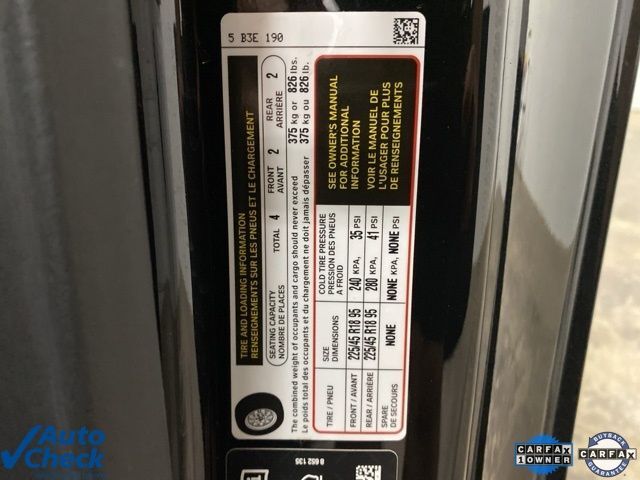 5 B3E 190
TIRE AND LOADING INFORMATION
RENSEIGNEMENTS SUR LES PNEUS ET LE CHARGEMENT
SEATING CAPACITY TOTAL 4 FRONT 2 REAR 2
NOMBRE DE PLACES AVANT ARRIÈRE
The combined weight of occupants and cargo should never exceed 375 kg or 826 lbs.
Le poids total des occupants et du chargement ne doit jamais dépasser 375 kg ou 826 lb.
TIRE / PNEU SIZE DIMENSIONS COLD TIRE PRESSURE PRESSION DES PNEUS A FROID
FRONT / AVANT 225/45 R18 95 240 KPA, 35 PSI
REAR / ARRIÈRE 225/45 R18 95 280 KPA, 41 PSI
SPARE DE SECOURS NONE NONE KPA, NONE PSI
SEE OWNER'S MANUAL
FOR ADDITIONAL
INFORMATION
VOIR LE MANUEL DE
L'USAGER POUR PLUS
DE RENSEIGNEMENTS
8 652 135
Auto
Check
CARFAX
1 OWNER
BUYBACK
CARFAX
GUARANTEE